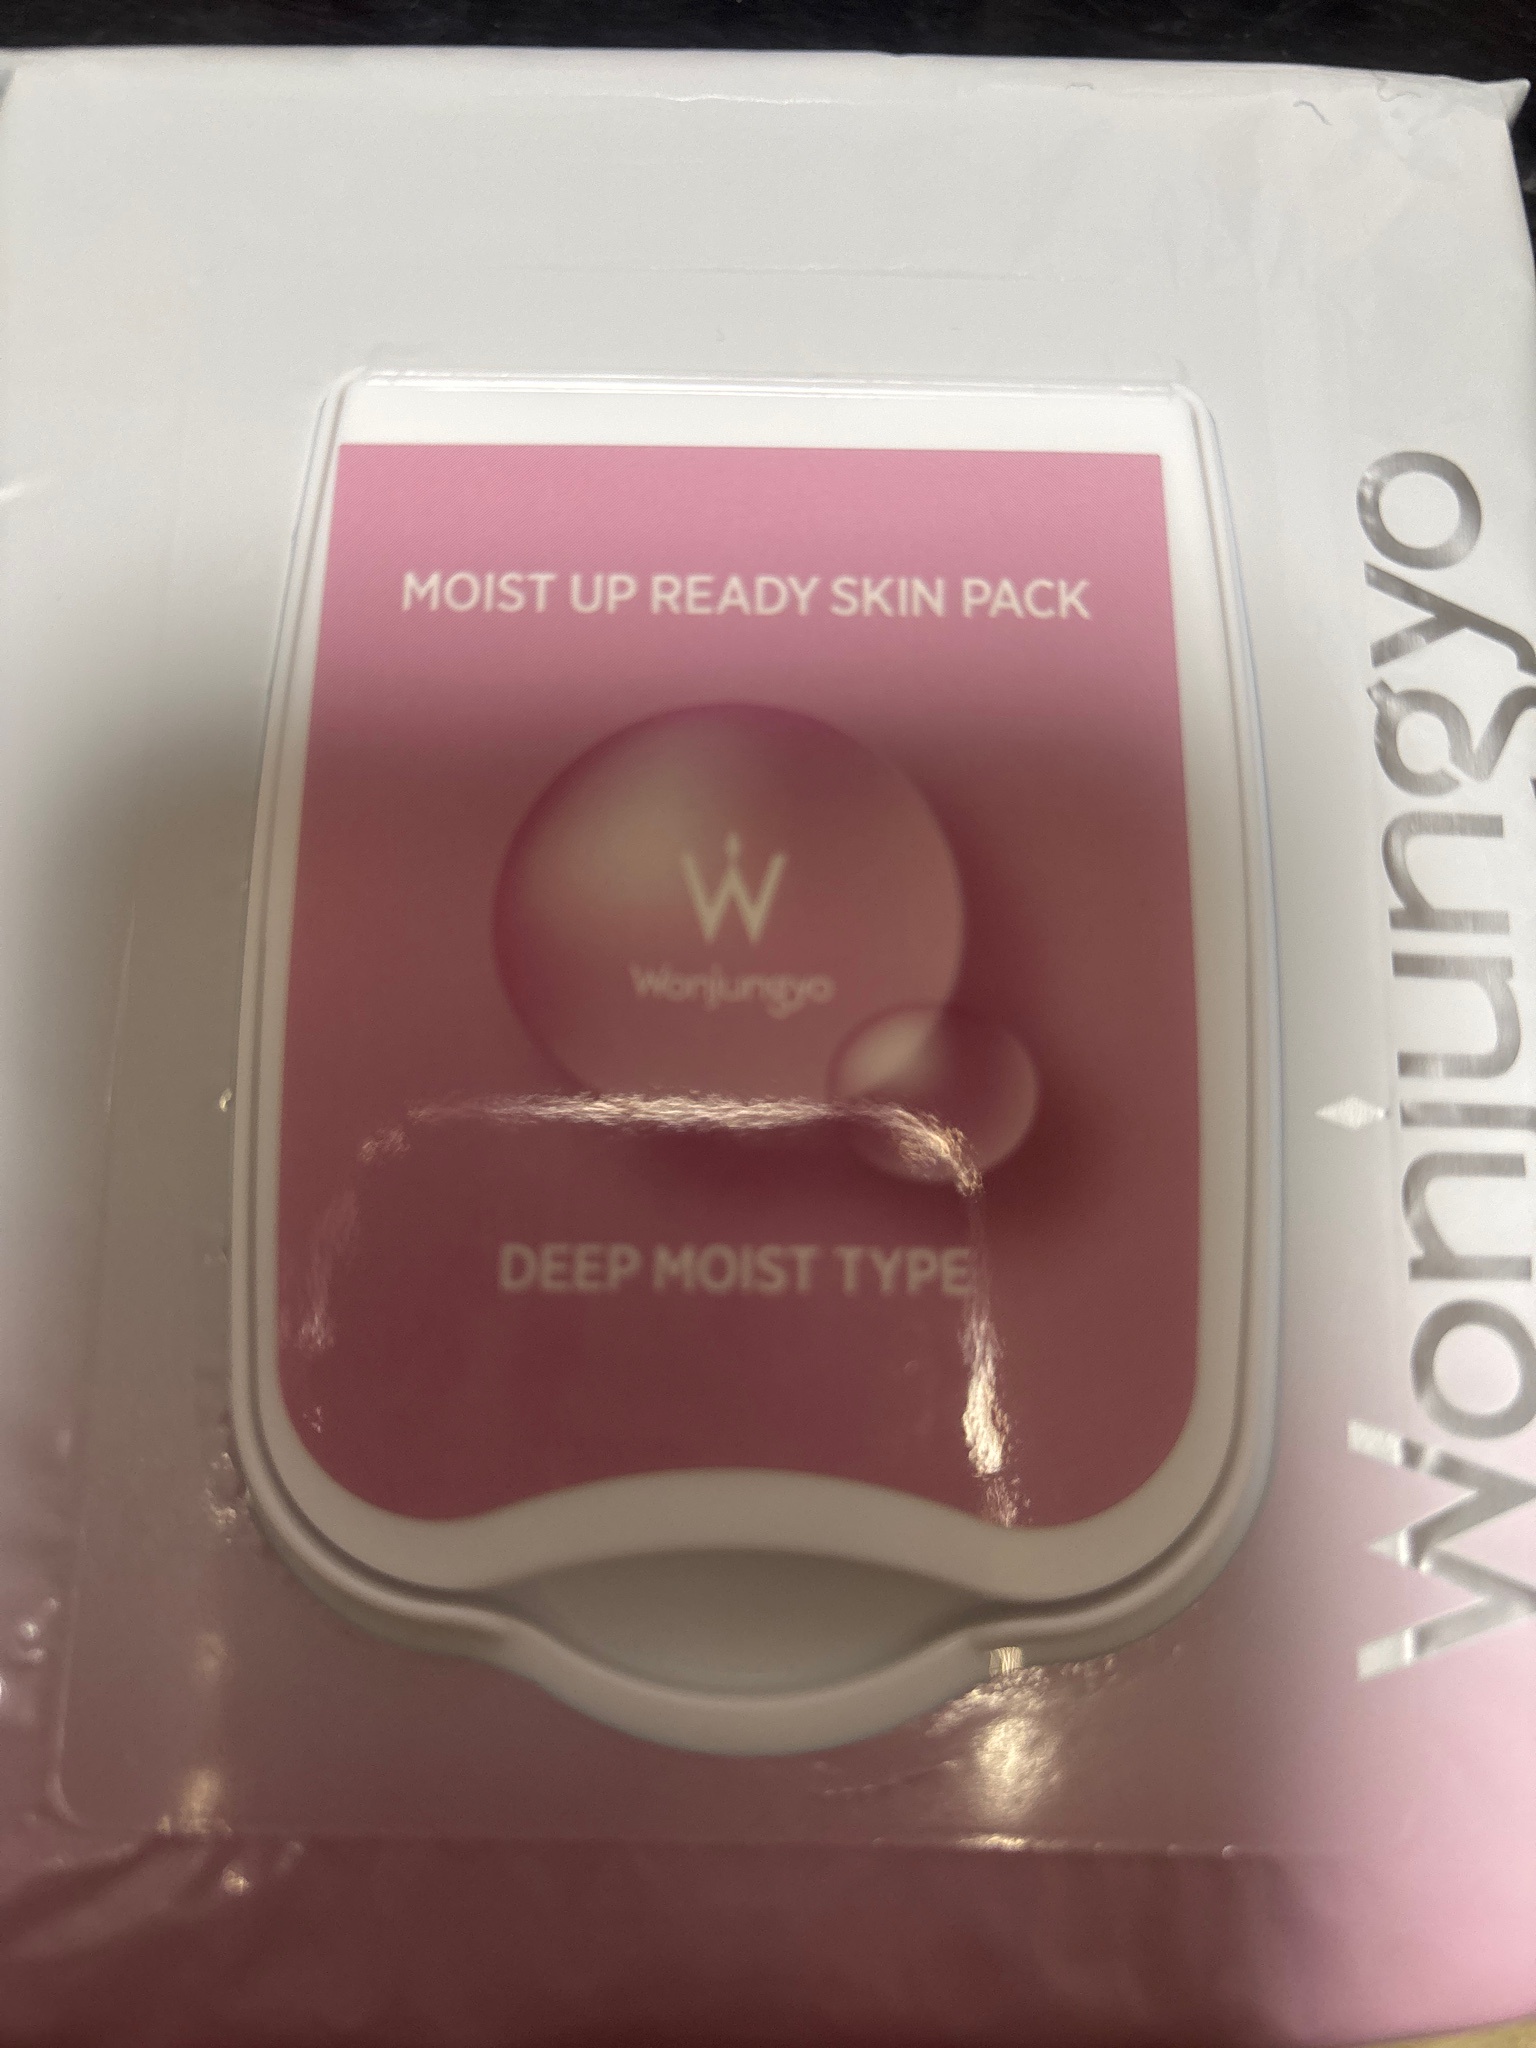 MOIST UP READY SKIN PACK
W
Wonjungyo
DEEP MOIST TYPE
Wonjungyo